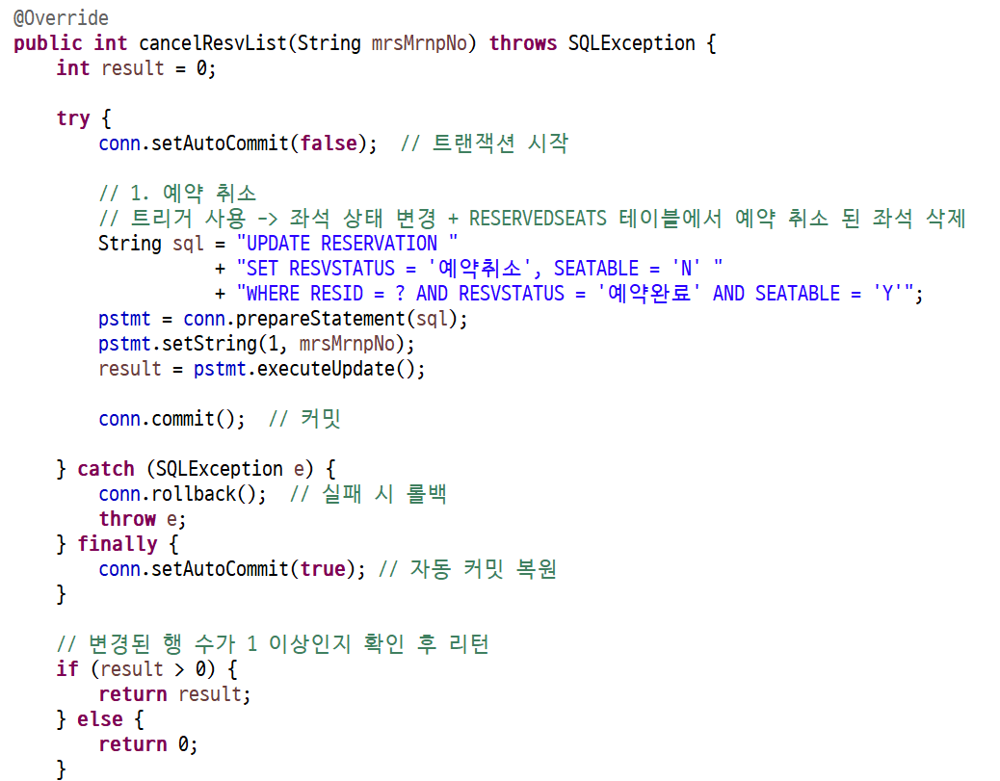 @Override
public int cancelResvList(String mrsMrnpNo) throws SQLException {
int result = 0;
try {
conn.setAutoCommit(false); // 트랜잭션 시작
// 1. 예약 취소
// 트리거 사용 -> 좌석 상태 변경 + RESERVEDSEATS 테이블에서 예약 취소 된 좌석 삭제
String sql = "UPDATE RESERVATION "
+ "SET RESVSTATUS = '예약취소', SEATABLE = 'N' "
+ "WHERE RESID = ? AND RESVSTATUS = '예약완료' AND SEATABLE = 'Y'";
pstmt = conn.prepareStatement(sql);
pstmt.setString(1, mrsMrnpNo);
result = pstmt.executeUpdate();
conn.commit(); // 커밋
} catch (SQLException e) {
conn.rollback(); // 실패 시 롤백
throw e;
} finally {
conn.setAutoCommit(true); // 자동 커밋 복원
}
// 변경된 행 수가 1 이상인지 확인 후 리턴
if (result > 0) {
return result;
} else {
return 0;
}